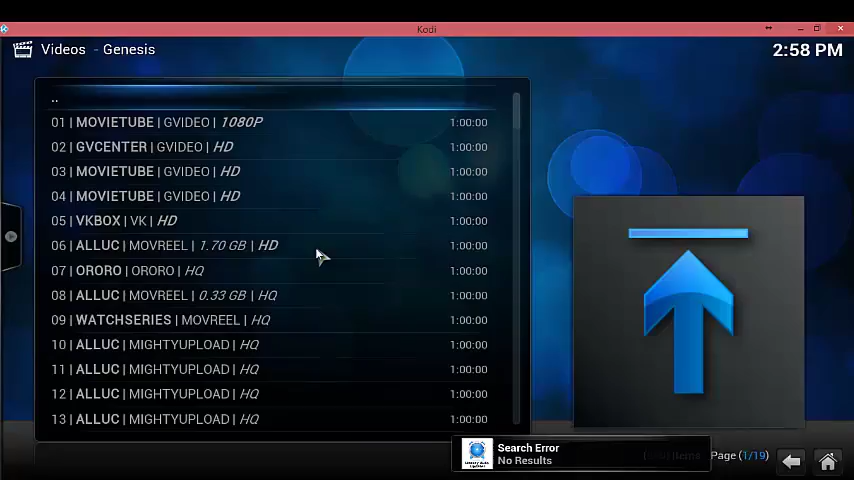 Kodi
Videos - Genesis
2:58 PM
..
01 | MOVIETUBE | GVIDEO | 1080P 1:00:00
02 | GVCENTER | GVIDEO | HD 1:00:00
03 | MOVIETUBE | GVIDEO | HD 1:00:00
04 | MOVIETUBE | GVIDEO | HD 1:00:00
05 | VKBOX | VK | HD 1:00:00
06 | ALLUC | MOVREEL | 1.70 GB | HD 1:00:00
07 | ORORO | ORORO | HQ 1:00:00
08 | ALLUC | MOVREEL | 0.33 GB | HQ 1:00:00
09 | WATCHSERIES | MOVREEL | HQ 1:00:00
10 | ALLUC | MIGHTYUPLOAD | HQ 1:00:00
11 | ALLUC | MIGHTYUPLOAD | HQ 1:00:00
12 | ALLUC | MIGHTYUPLOAD | HQ 1:00:00
13 | ALLUC | MIGHTYUPLOAD | HQ 1:00:00
Search Error
No Results
Items Page (1/19)